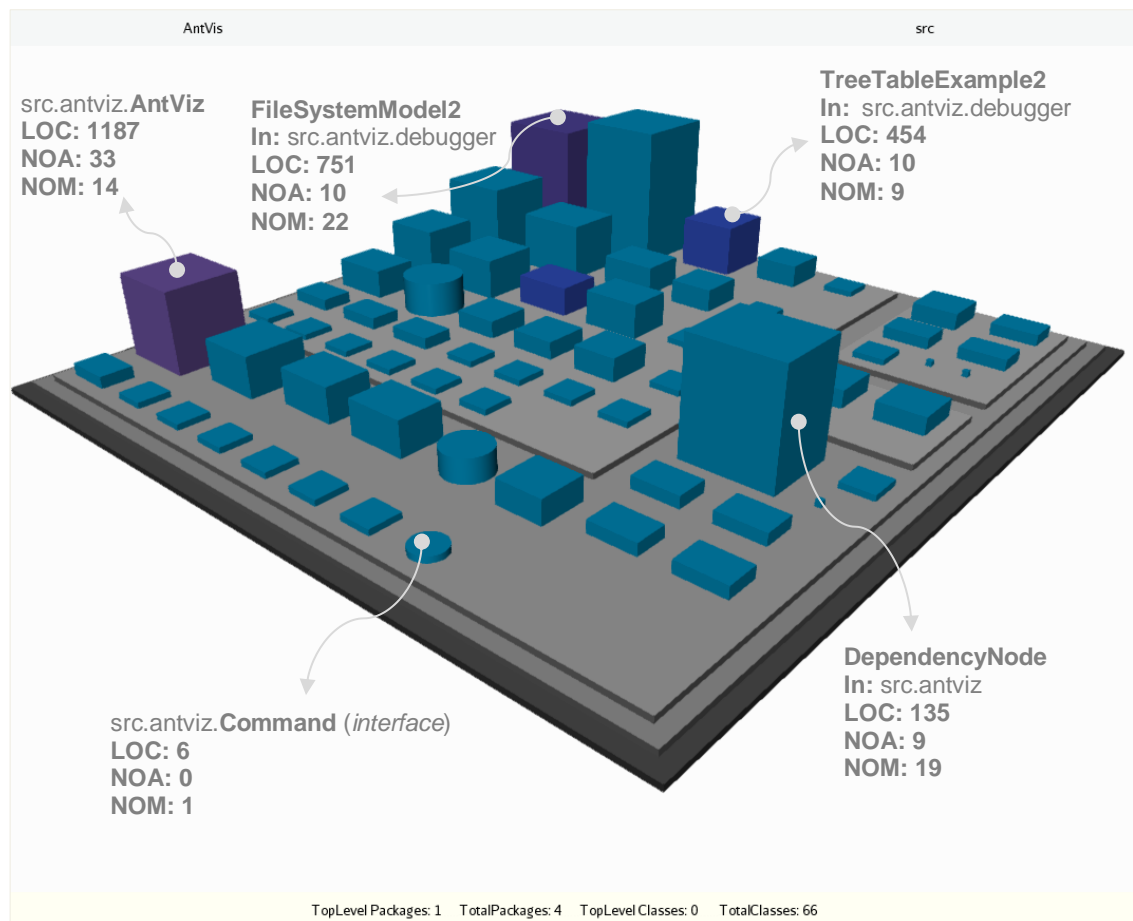 AntVis
src
src.antviz.AntViz
LOC: 1187
NOA: 33
NOM: 14
FileSystemModel2
In: src.antviz.debugger
LOC: 751
NOA: 10
NOM: 22
TreeTableExample2
In: src.antviz.debugger
LOC: 454
NOA: 10
NOM: 9
src.antviz.Command (interface)
LOC: 6
NOA: 0
NOM: 1
DependencyNode
In: src.antviz
LOC: 135
NOA: 9
NOM: 19
TopLevel Packages: 1 TotalPackages: 4 TopLevel Classes: 0 TotalClasses: 66